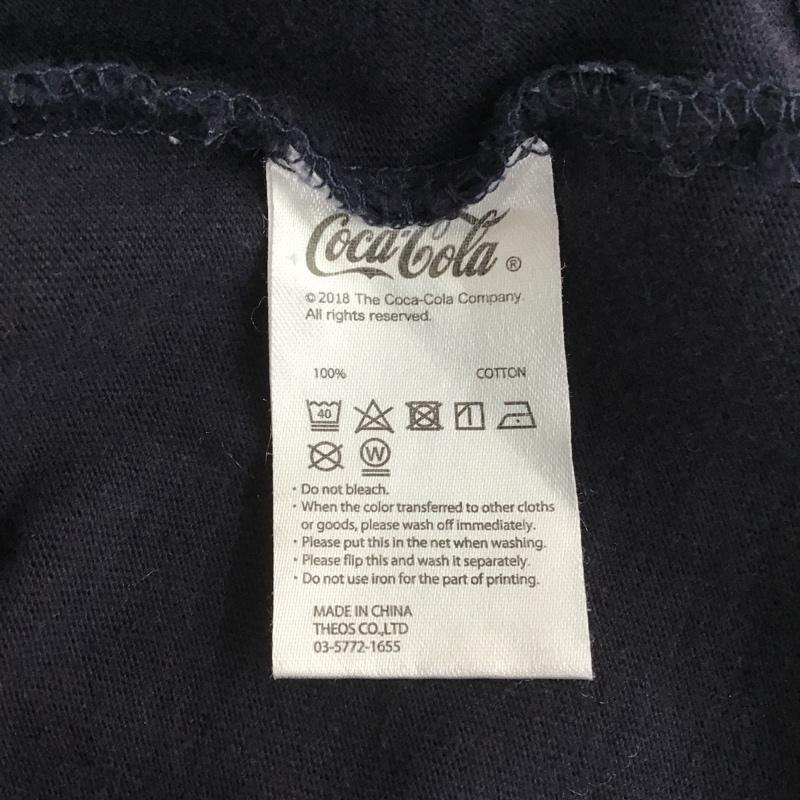 Coca-Cola ®
©2018 The Coca-Cola Company.
All rights reserved.
100% COTTON
40
W
・Do not bleach.
・When the color transferred to other cloths
or goods, please wash off immediately.
・Please put this in the net when washing.
・Please flip this and wash it separately.
・Do not use iron for the part of printing.
MADE IN CHINA
THEOS CO.,LTD
03-5772-1655